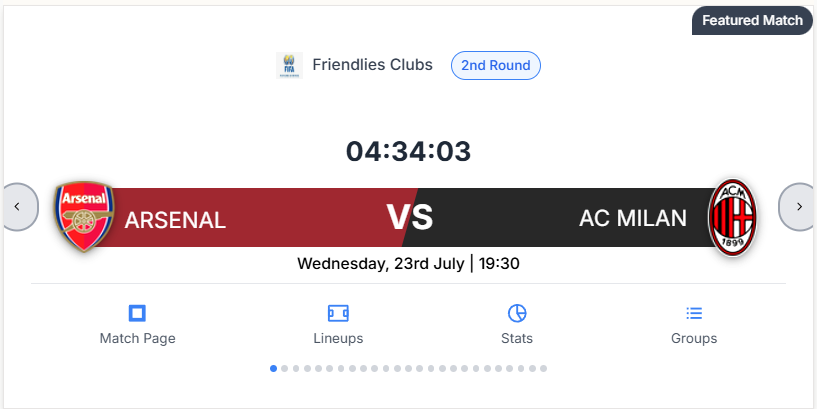 Featured Match
FIFA
Friendlies Clubs
2nd Round
04:34:03
Arsenal
ARSENAL
VS
AC MILAN
ACM
1899
Wednesday, 23rd July | 19:30
Match Page
Lineups
Stats
Groups